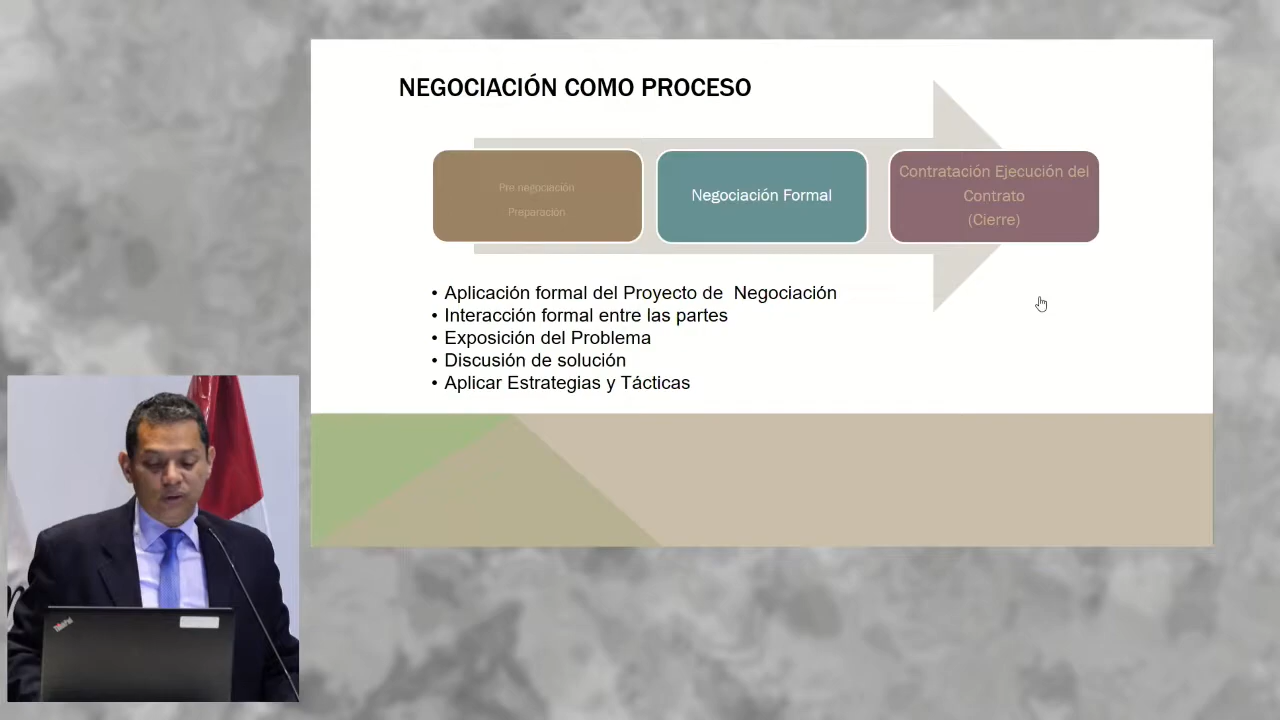 NEGOCIACIÓN COMO PROCESO
Pre negociación
Preparación
Negociación Formal
Contratación Ejecución del
Contrato
(Cierre)
• Aplicación formal del Proyecto de  Negociación
• Interacción formal entre las partes
• Exposición del Problema
• Discusión de solución
• Aplicar Estrategias y Tácticas